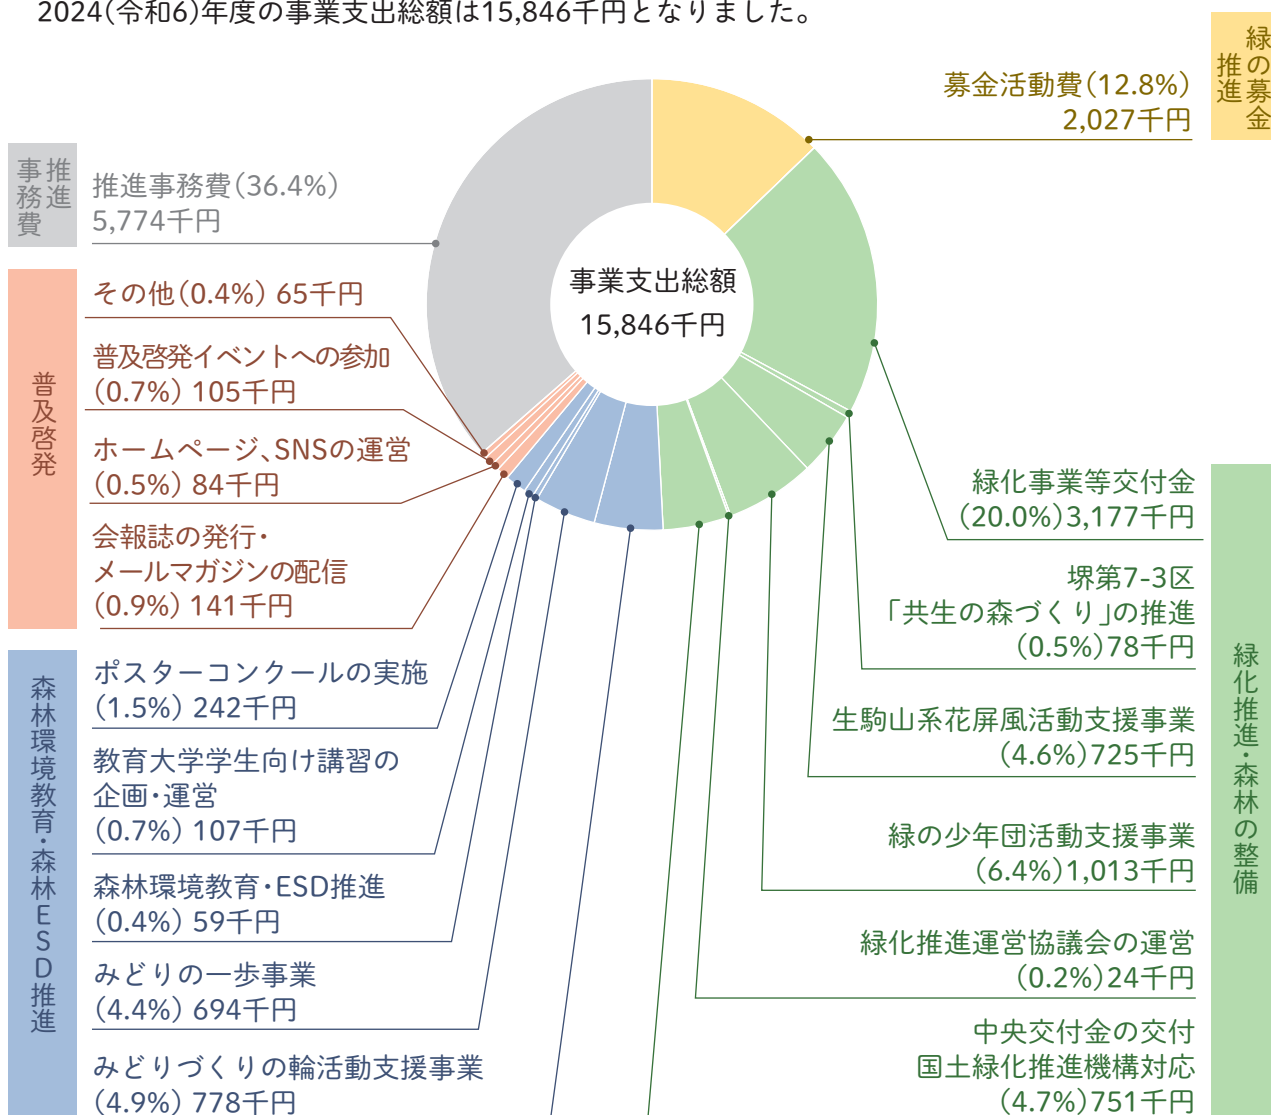 2024(令和6)年度の事業支出総額は15,846千円となりました。
緑の募金
推進
募金活動費(12.8%)
2,027千円
推進
事務費
推進事務費(36.4%)
5,774千円
事業支出総額
15,846千円
普及啓発
その他(0.4%) 65千円
普及啓発イベントへの参加
(0.7%) 105千円
ホームページ、SNSの運営
(0.5%) 84千円
会報誌の発行・
メールマガジンの配信
(0.9%) 141千円
森林環境教育・森林ESD推進
ポスターコンクールの実施
(1.5%) 242千円
教育大学学生向け講習の
企画・運営
(0.7%) 107千円
森林環境教育・ESD推進
(0.4%) 59千円
みどりの一歩事業
(4.4%) 694千円
みどりづくりの輪活動支援事業
(4.9%) 778千円
緑化推進・森林の整備
緑化事業等交付金
(20.0%)3,177千円
堺第7-3区
「共生の森づくり」の推進
(0.5%)78千円
生駒山系花屏風活動支援事業
(4.6%)725千円
緑の少年団活動支援事業
(6.4%)1,013千円
緑化推進運営協議会の運営
(0.2%)24千円
中央交付金の交付
国土緑化推進機構対応
(4.7%)751千円